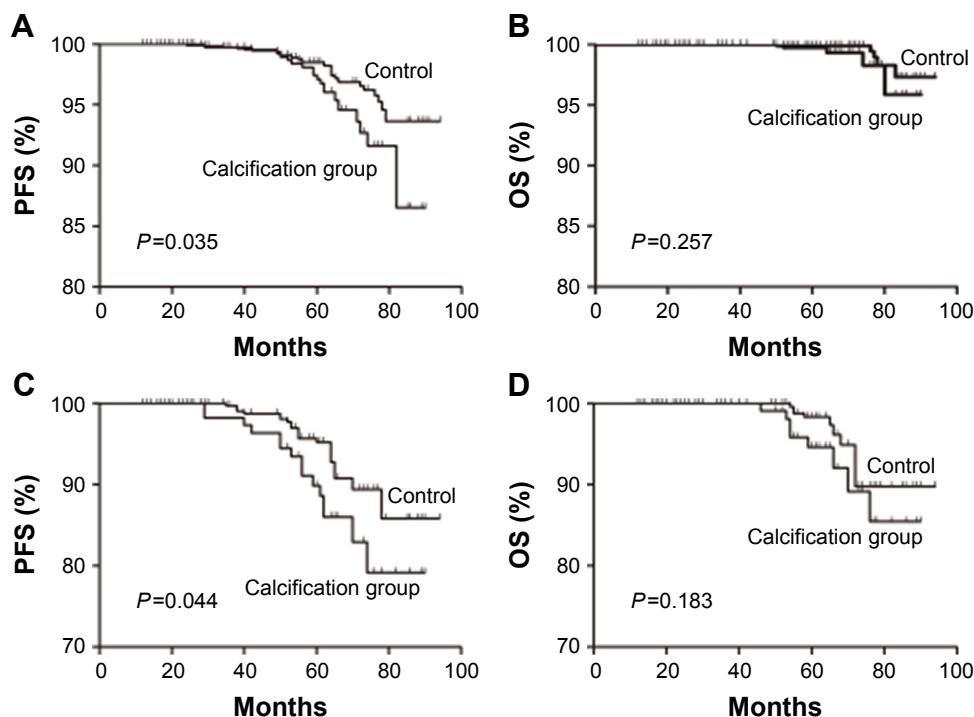 A
PFS (%)
100
95
90
85
80
Control
Calcification group
P=0.035
0 20 40 60 80 100
Months
B
OS (%)
100
95
90
85
80
Control
Calcification group
P=0.257
0 20 40 60 80 100
Months
C
PFS (%)
100
90
80
70
Control
Calcification group
P=0.044
0 20 40 60 80 100
Months
D
OS (%)
100
90
80
70
Control
Calcification group
P=0.183
0 20 40 60 80 100
Months